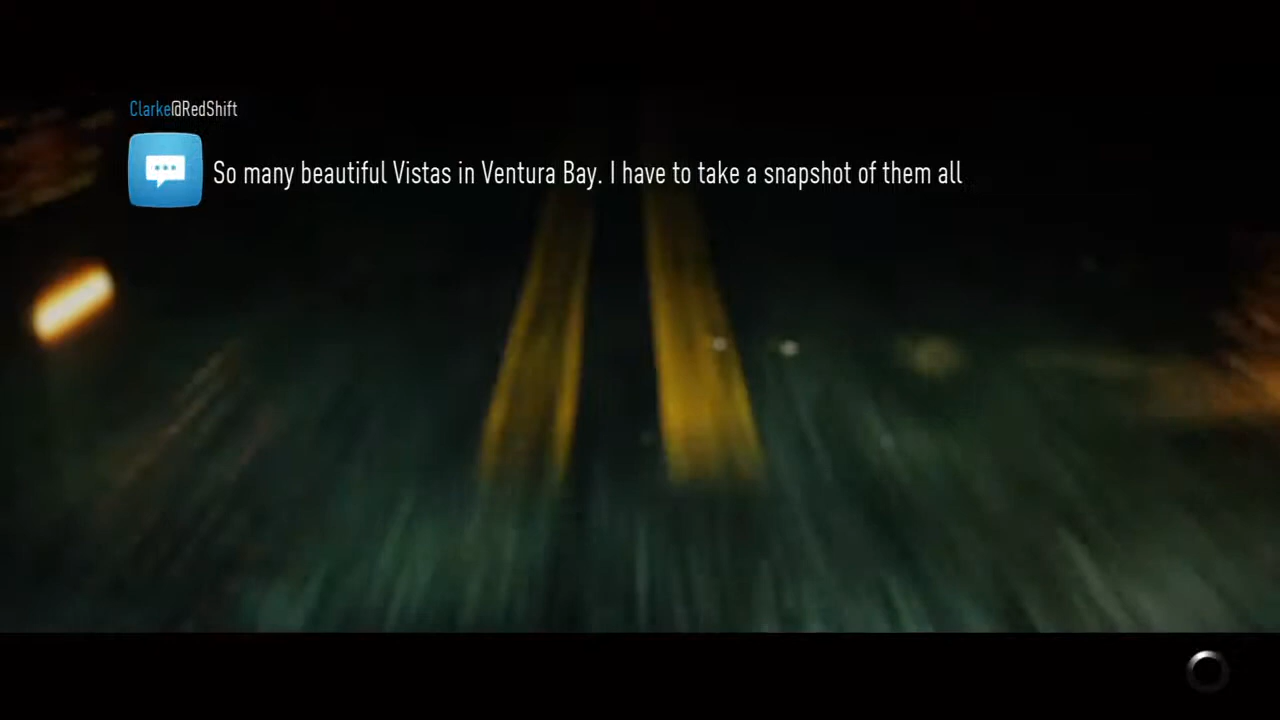 Clarke@RedShift
So many beautiful Vistas in Ventura Bay. I have to take a snapshot of them all